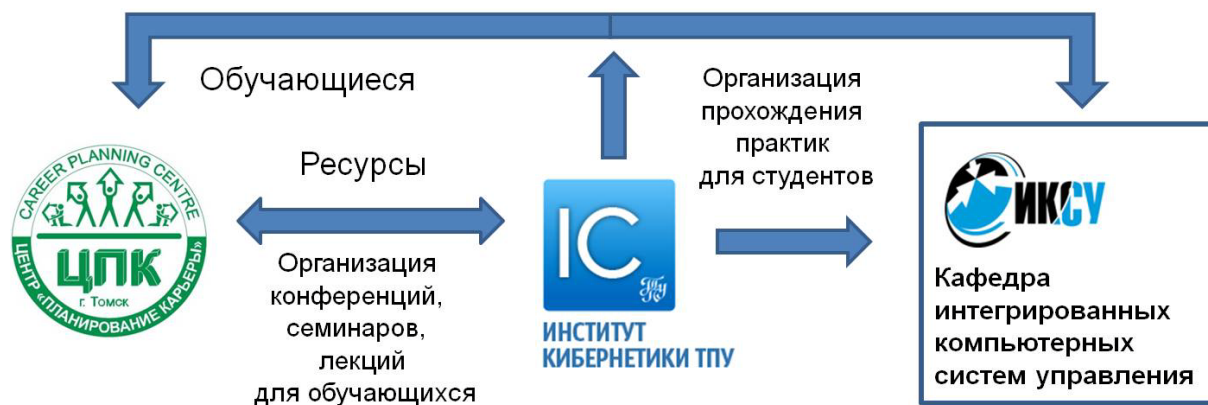 Обучающиеся
Ресурсы
Организация
конференций,
семинаров,
лекций
для обучающихся
Организация
прохождения
практик
для студентов
CAREER PLANNING CENTRE
ЦПК
г. Томск
ЦЕНТР «ПЛАНИРОВАНИЕ КАРЬЕРЫ»
IC
ТПУ
ИНСТИТУТ
КИБЕРНЕТИКИ ТПУ
ИКСУ
Кафедра
интегрированных
компьютерных
систем управления